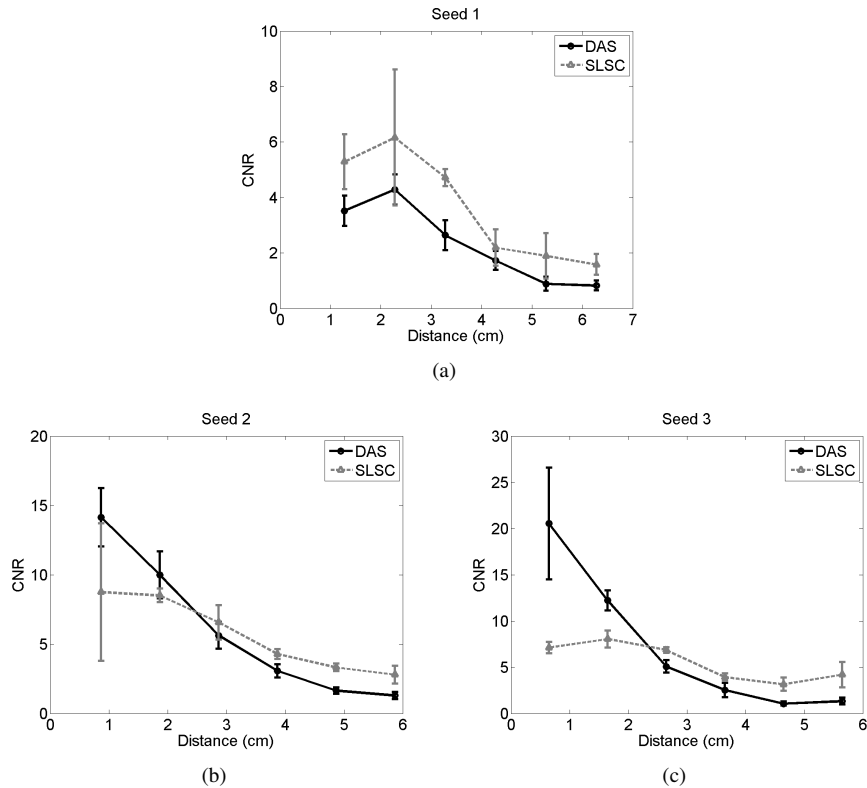 Seed 1
10
8
6
4
2
0
CNR
DAS
SLSC
0 1 2 3 4 5 6 7
Distance (cm)
(a)
Seed 2
20
15
10
5
0
CNR
DAS
SLSC
0 1 2 3 4 5 6
Distance (cm)
(b)
Seed 3
30
25
20
15
10
5
0
CNR
DAS
SLSC
0 1 2 3 4 5 6
Distance (cm)
(c)